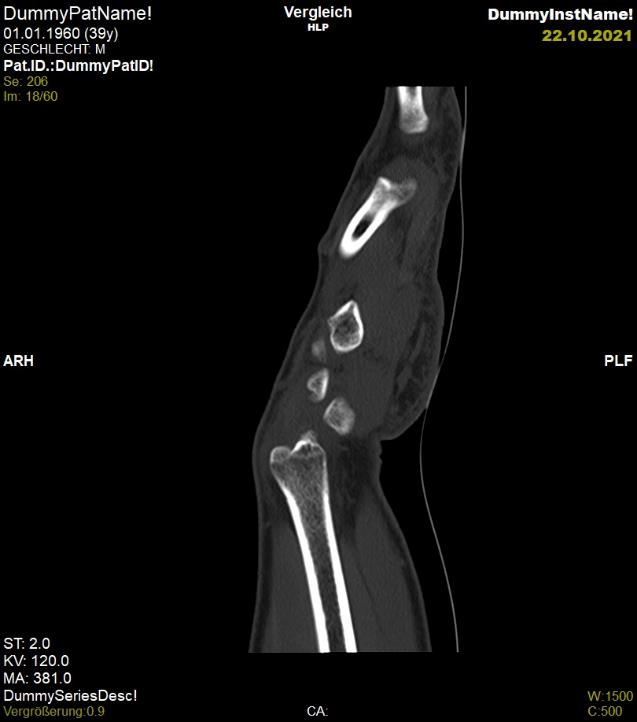 DummyPatName!
01.01.1960 (39y)
GESCHLECHT: M
Pat.ID.:DummyPatID!
Se: 206
Im: 18/60
Vergleich
HLP
DummyInstName!
22.10.2021
ARH
PLF
ST: 2.0
KV: 120.0
MA: 381.0
DummySeriesDesc!
Vergrößerung:0.9
CA:
W:1500
C:500